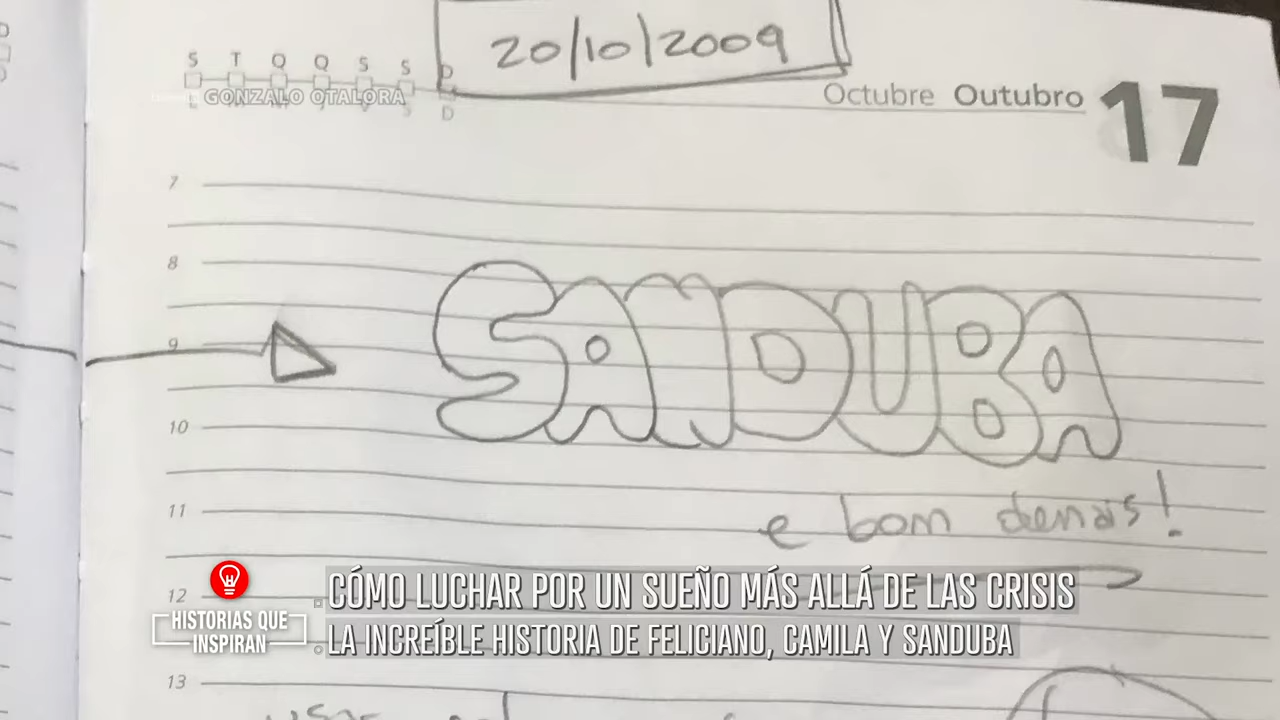 20/10/2009
S T Q Q S S D
GONZALO OTALORA
Octubre Outubro 17
7
8
SANDUBA
9
10
11
e bom demais!
12
CÓMO LUCHAR POR UN SUEÑO MÁS ALLÁ DE LAS CRISIS
HISTORIAS QUE
INSPIRAN
LA INCREÍBLE HISTORIA DE FELICIANO, CAMILA Y SANDUBA
13